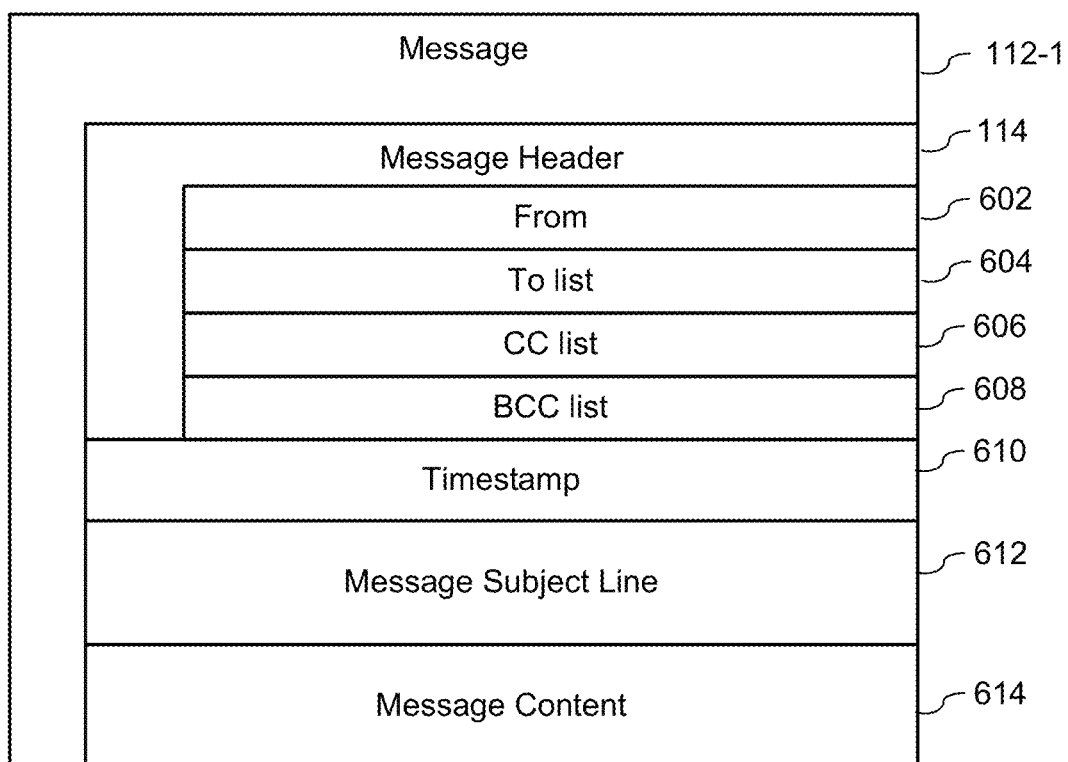 Message 112-1
Message Header 114
From 602
To list 604
CC list 606
BCC list 608
Timestamp 610
Message Subject Line 612
Message Content 614